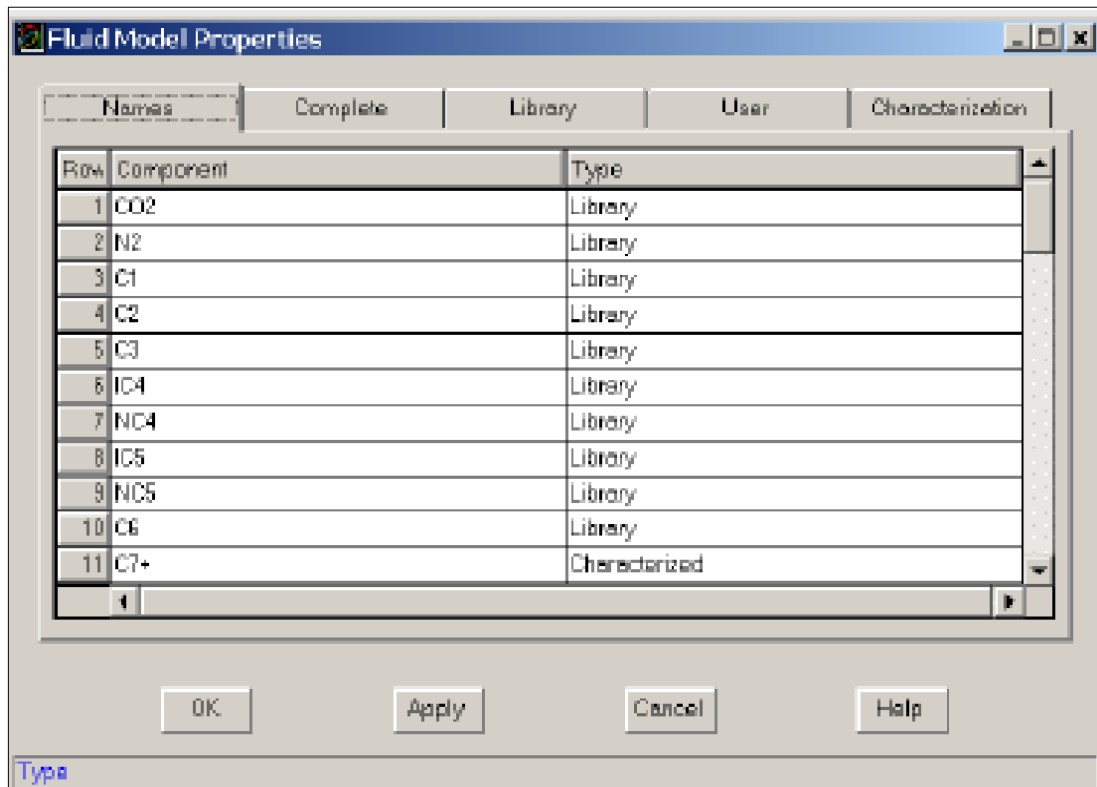 Fluid Model Properties
Names Complete Library User Characterization
Row Component Type
1 CO2 Library
2 N2 Library
3 C1 Library
4 C2 Library
5 C3 Library
6 IC4 Library
7 NC4 Library
8 IC5 Library
9 NC5 Library
10 C6 Library
11 C7+ Characterized
OK Apply Cancel Help
Type